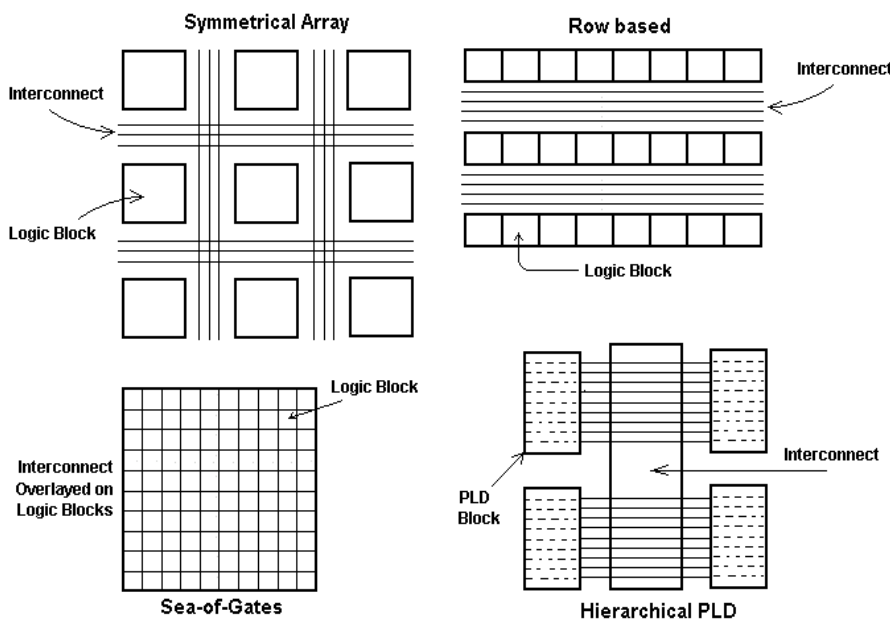 Symmetrical Array
Interconnect
Logic Block
Row based
Interconnect
Logic Block
Logic Block
Interconnect
Overlayed on
Logic Blocks
Sea-of-Gates
Interconnect
PLD
Block
Hierarchical PLD